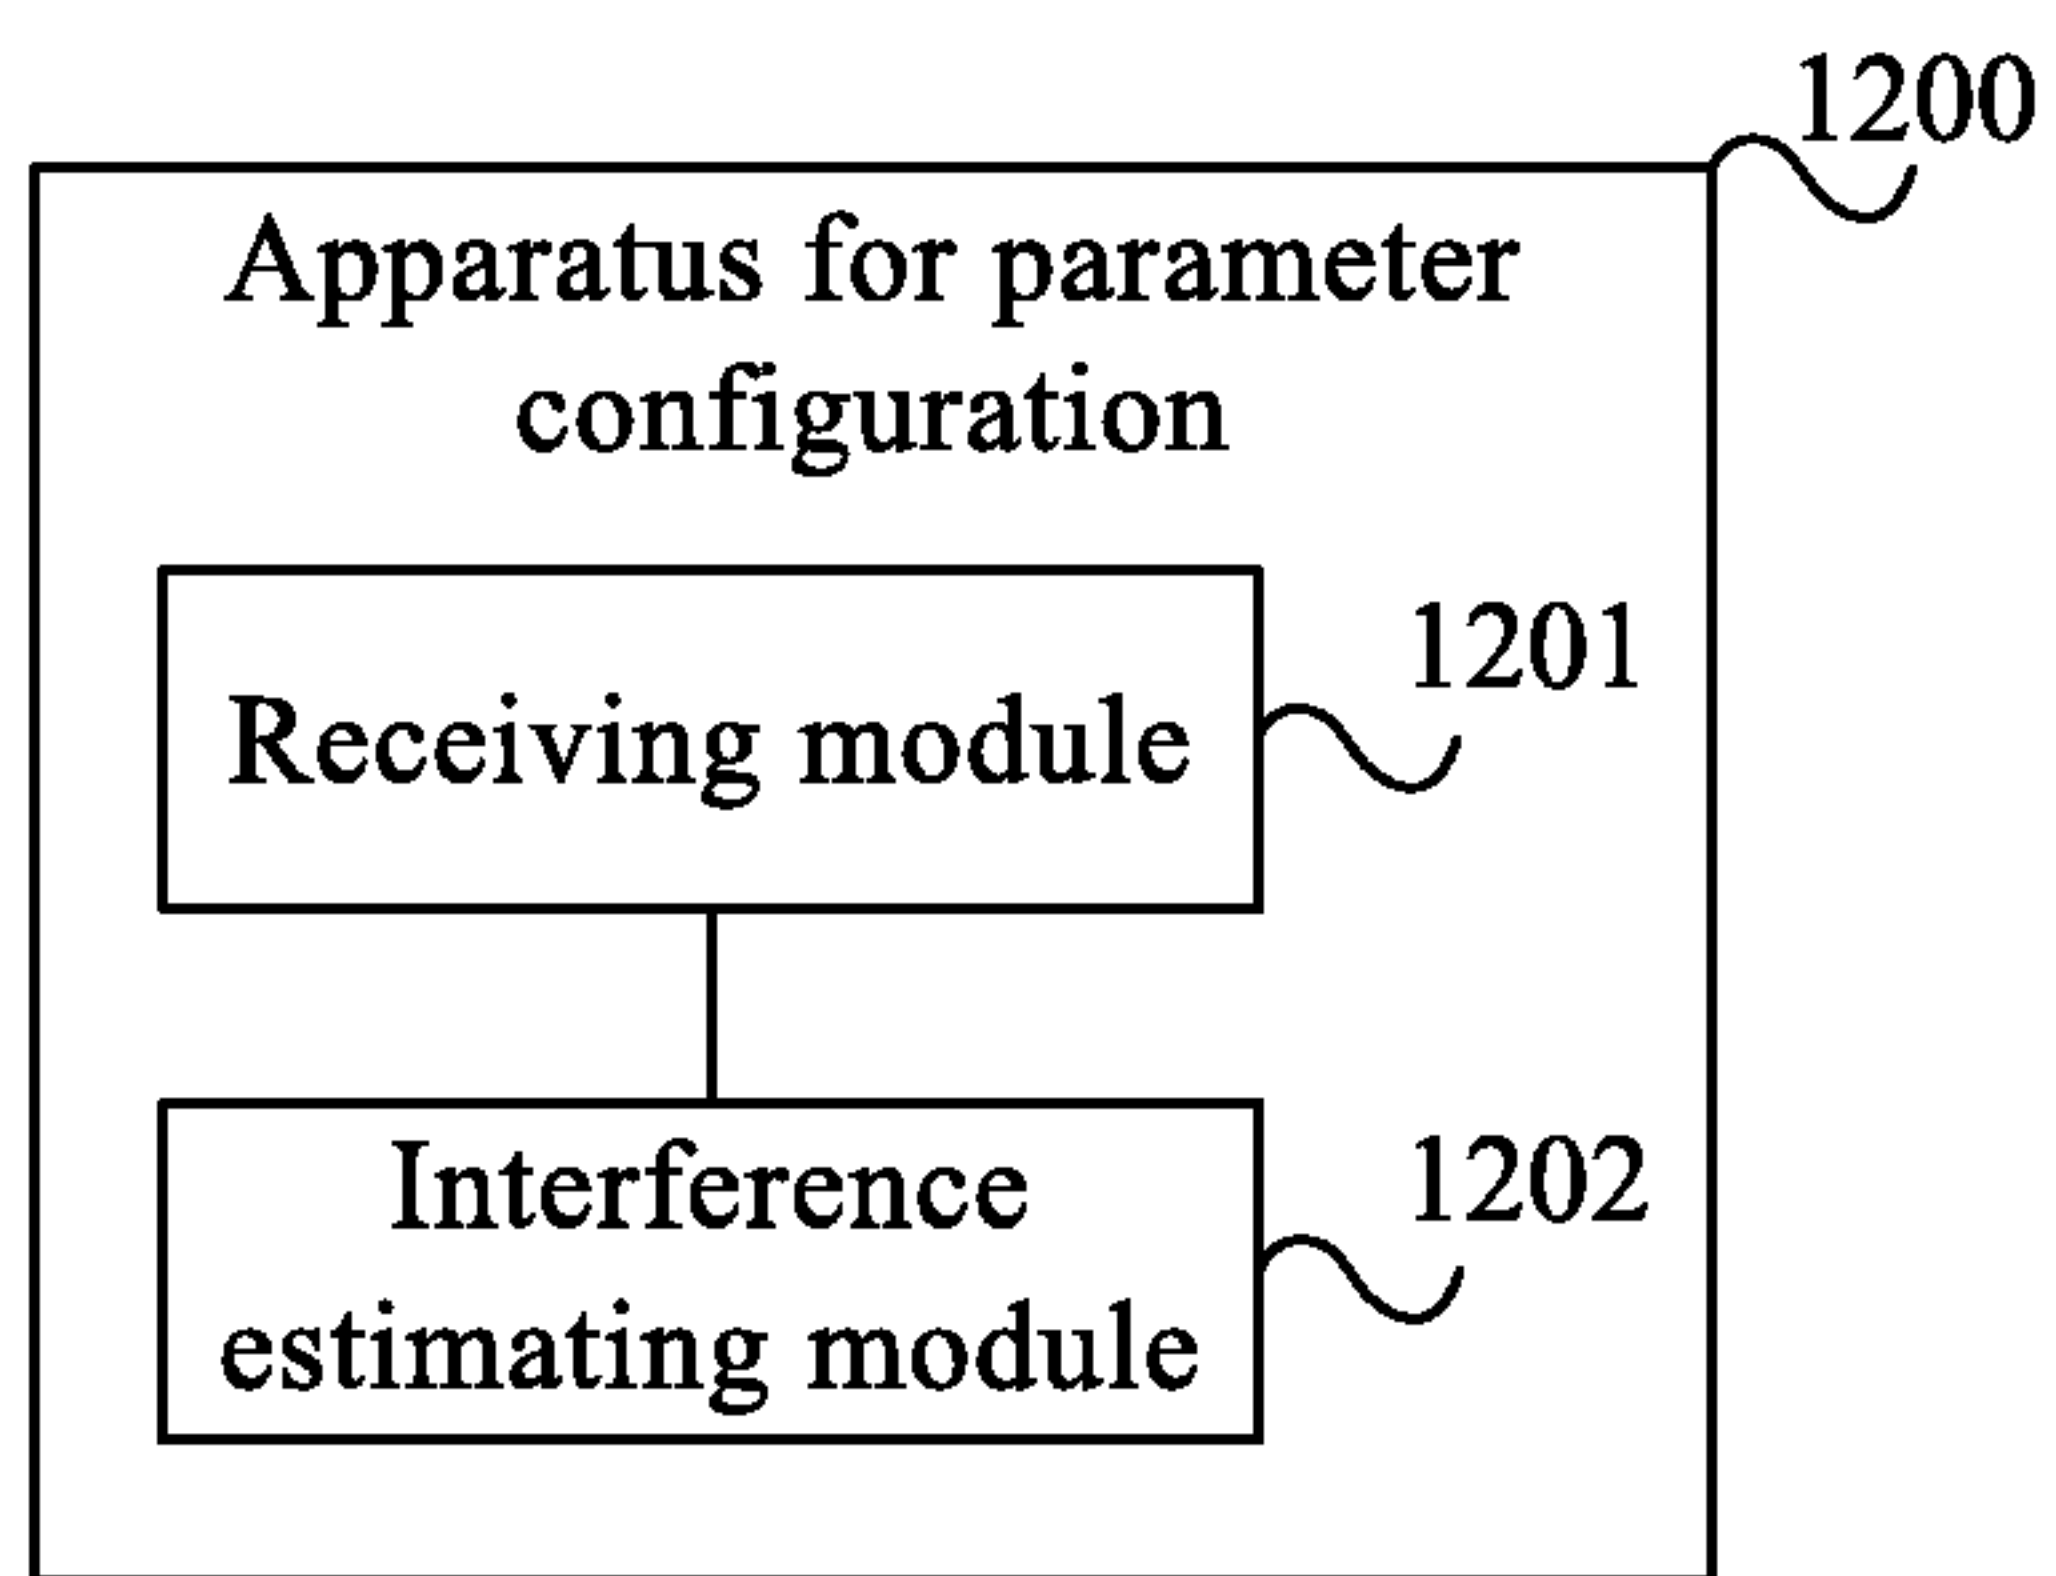 1200
Apparatus for parameter
configuration
1201
Receiving module
1202
Interference
estimating module